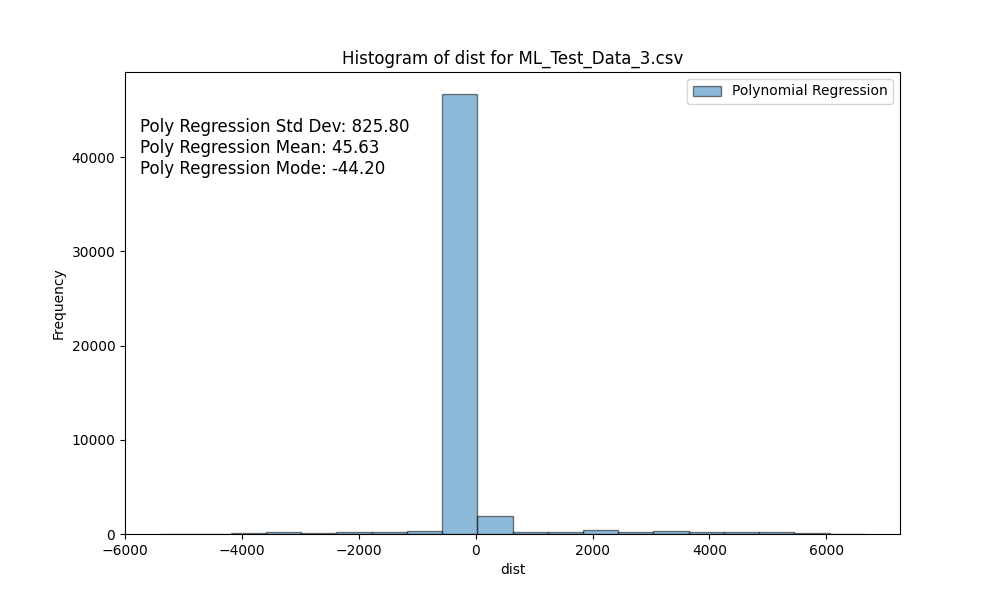 Histogram of dist for ML_Test_Data_3.csv
Polynomial Regression
Poly Regression Std Dev: 825.80
Poly Regression Mean: 45.63
Poly Regression Mode: -44.20
Frequency
40000
30000
20000
10000
0
−6000 −4000 −2000 0 2000 4000 6000
dist